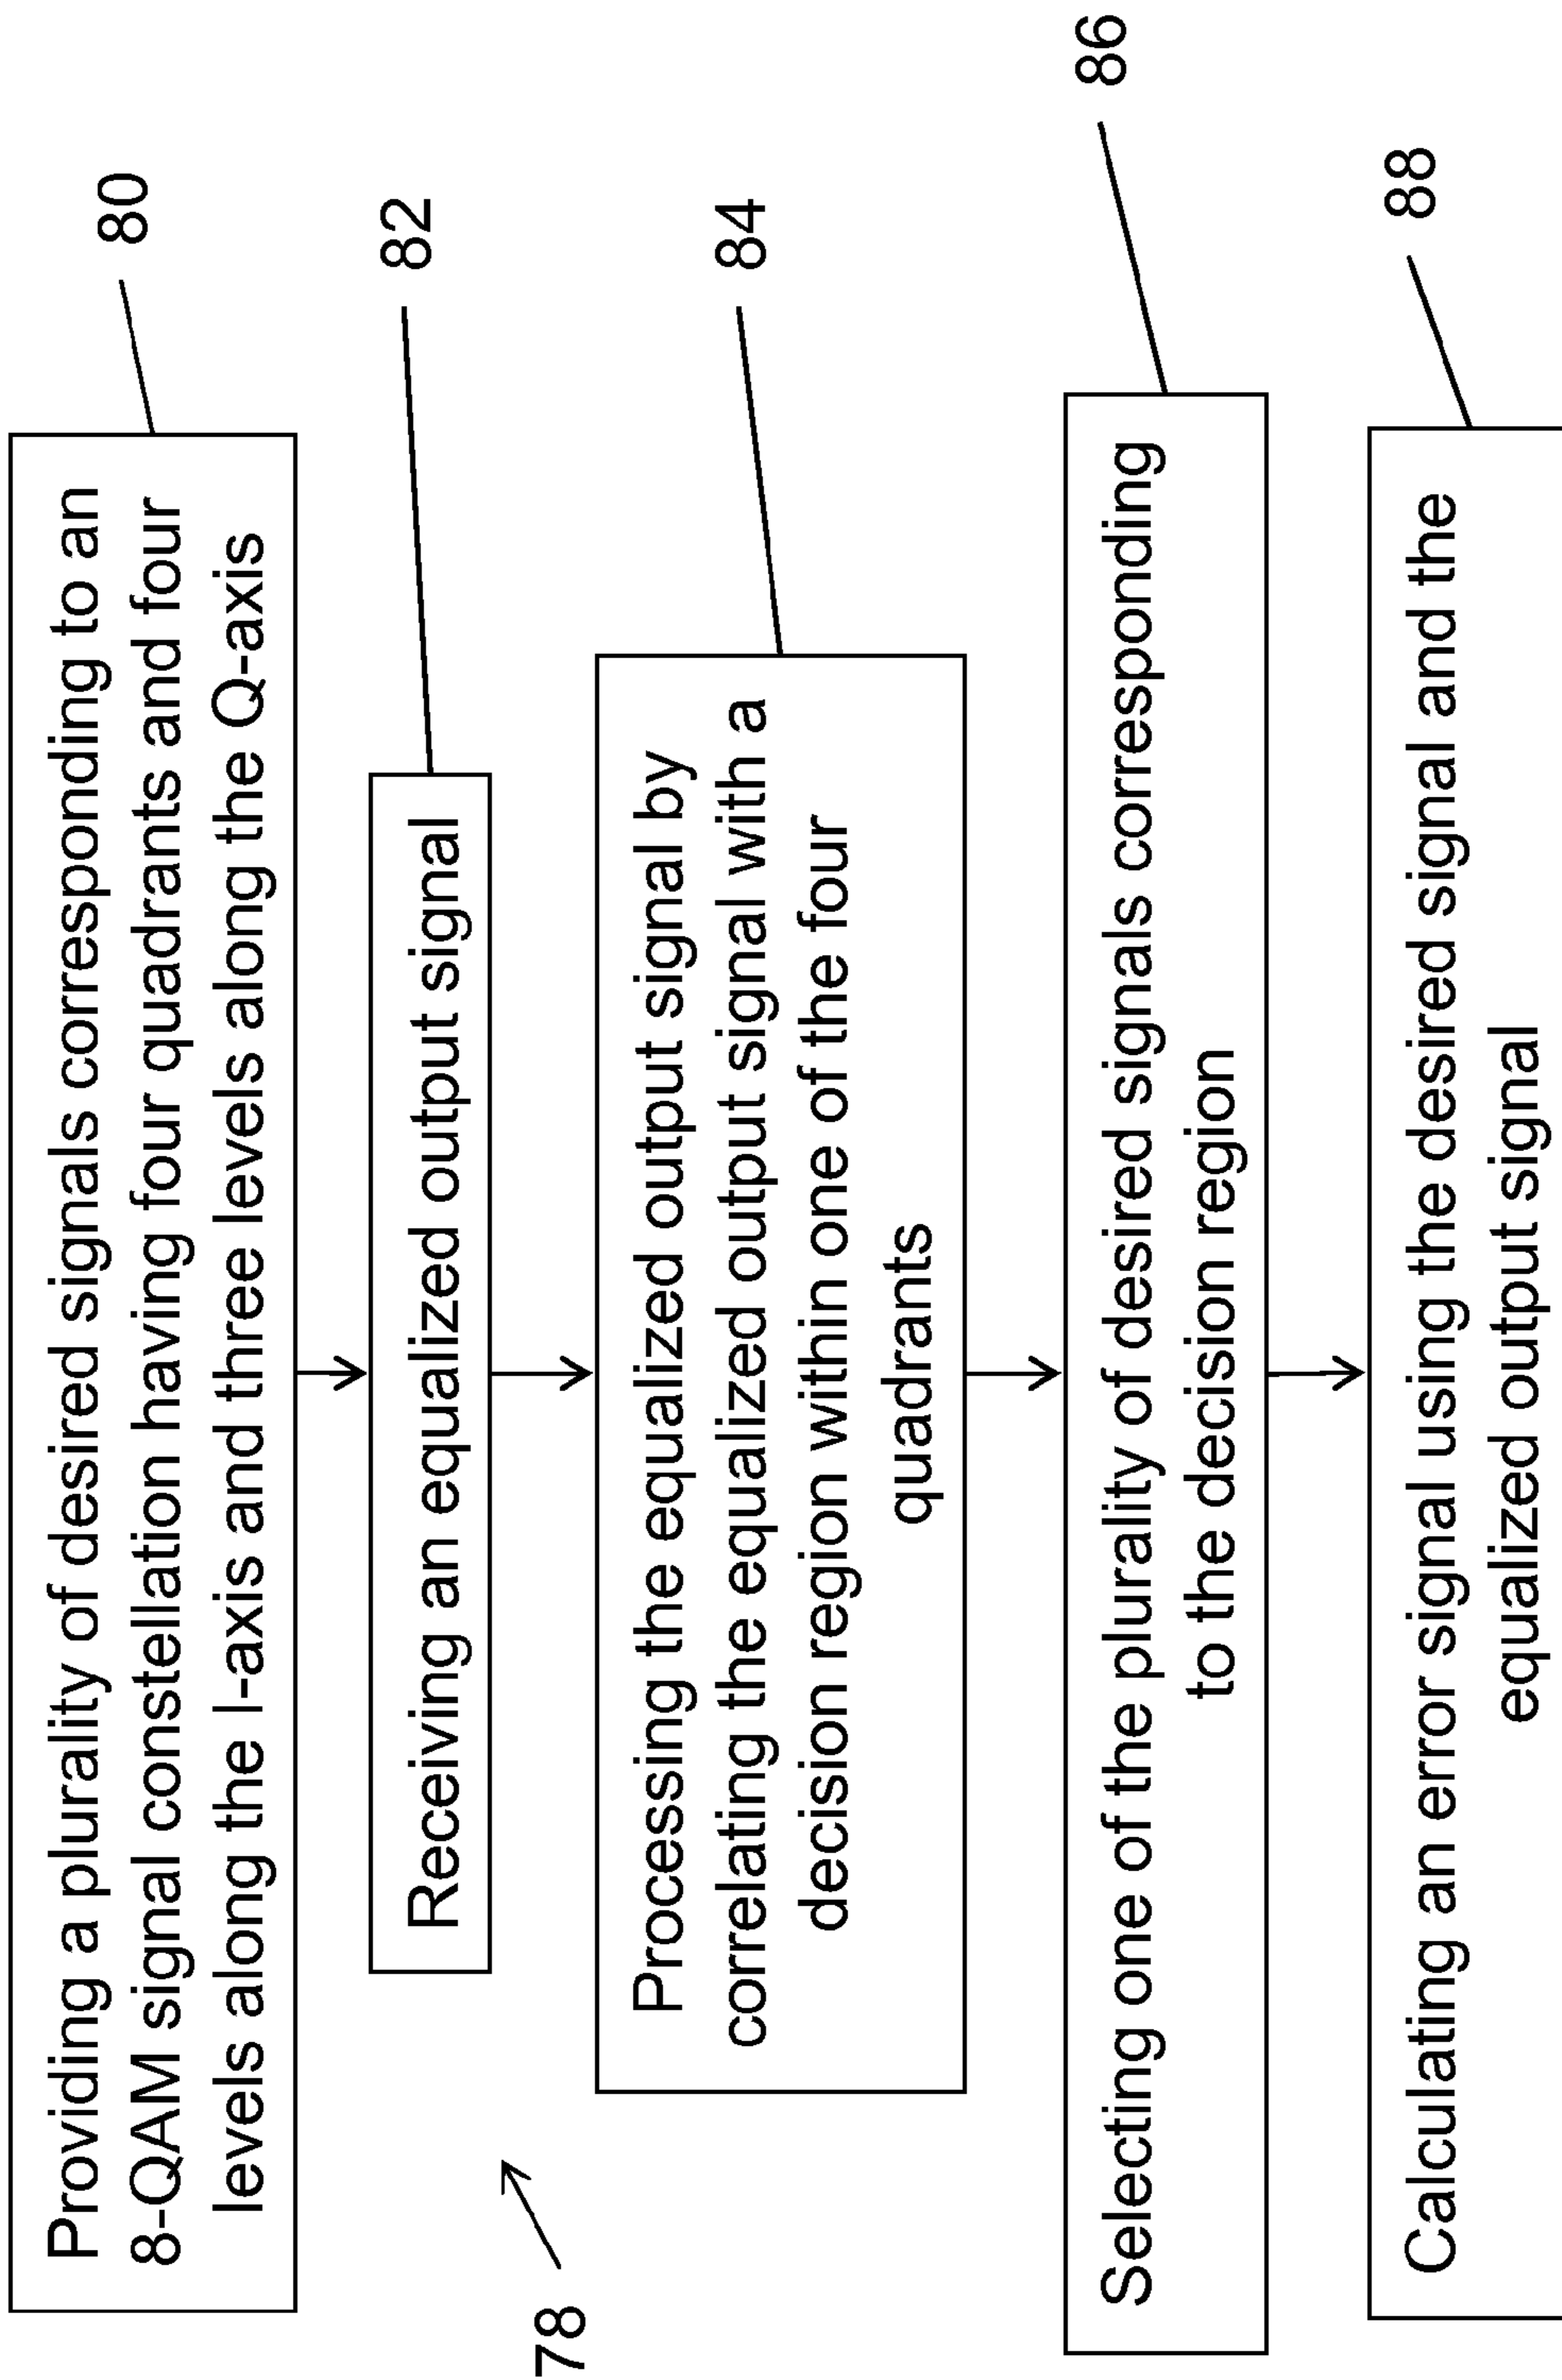 Providing a plurality of desired signals corresponding to an
8-QAM signal constellation having four quadrants and four
levels along the I-axis and three levels along the Q-axis
80
Receiving an equalized output signal
82
Processing the equalized output signal by
correlating the equalized output signal with a
decision region within one of the four
quadrants
84
78
Selecting one of the plurality of desired signals corresponding
to the decision region
86
Calculating an error signal using the desired signal and the
equalized output signal
88